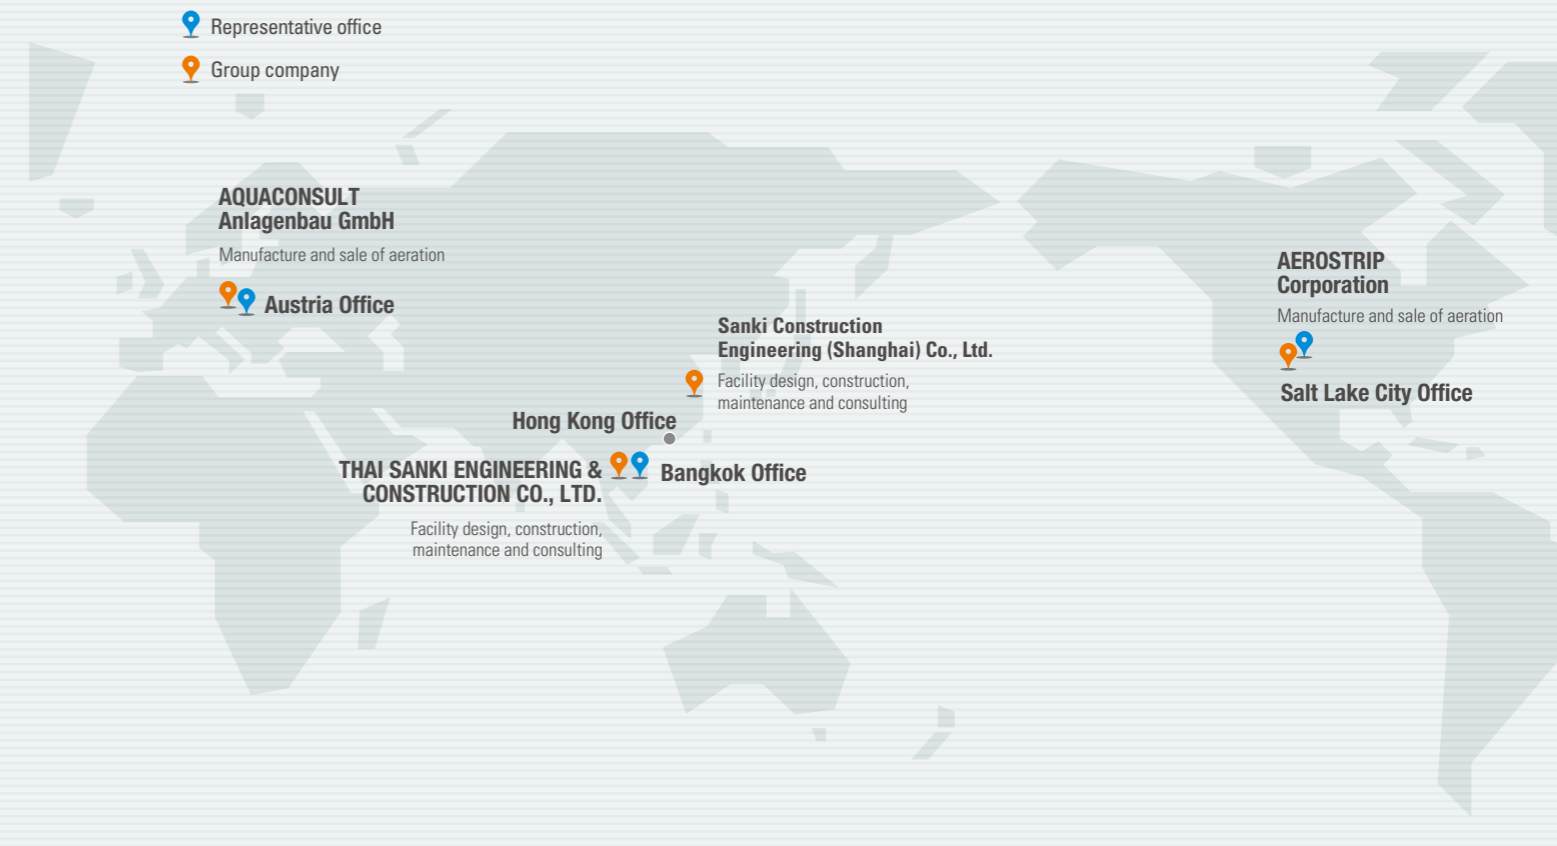 Representative office
Group company
AQUACONSULT
Anlagenbau GmbH
Manufacture and sale of aeration
Austria Office
Sanki Construction
Engineering (Shanghai) Co., Ltd.
Facility design, construction,
maintenance and consulting
Hong Kong Office
THAI SANKI ENGINEERING &
CONSTRUCTION CO., LTD.
Facility design, construction,
maintenance and consulting
Bangkok Office
AEROSTRIP
Corporation
Manufacture and sale of aeration
Salt Lake City Office